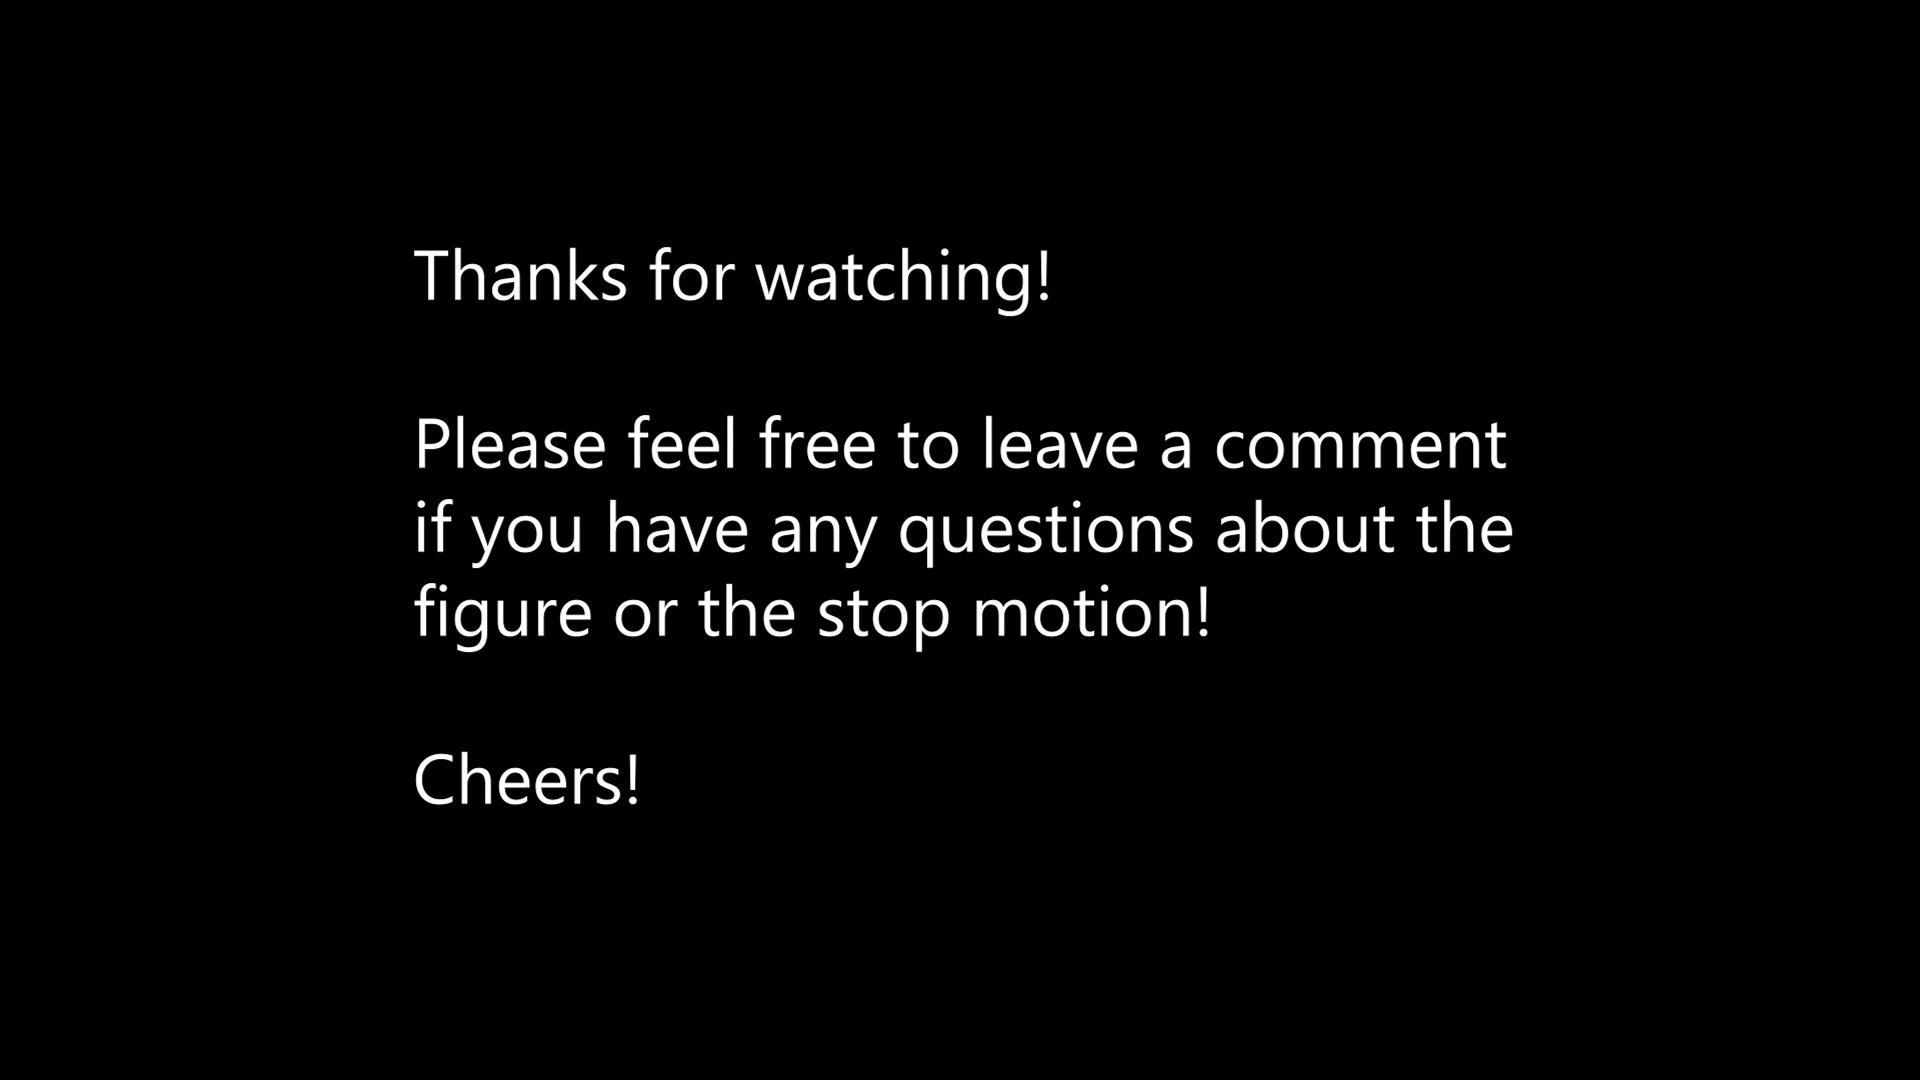 Thanks for watching!
Please feel free to leave a comment
if you have any questions about the
figure or the stop motion!
Cheers!